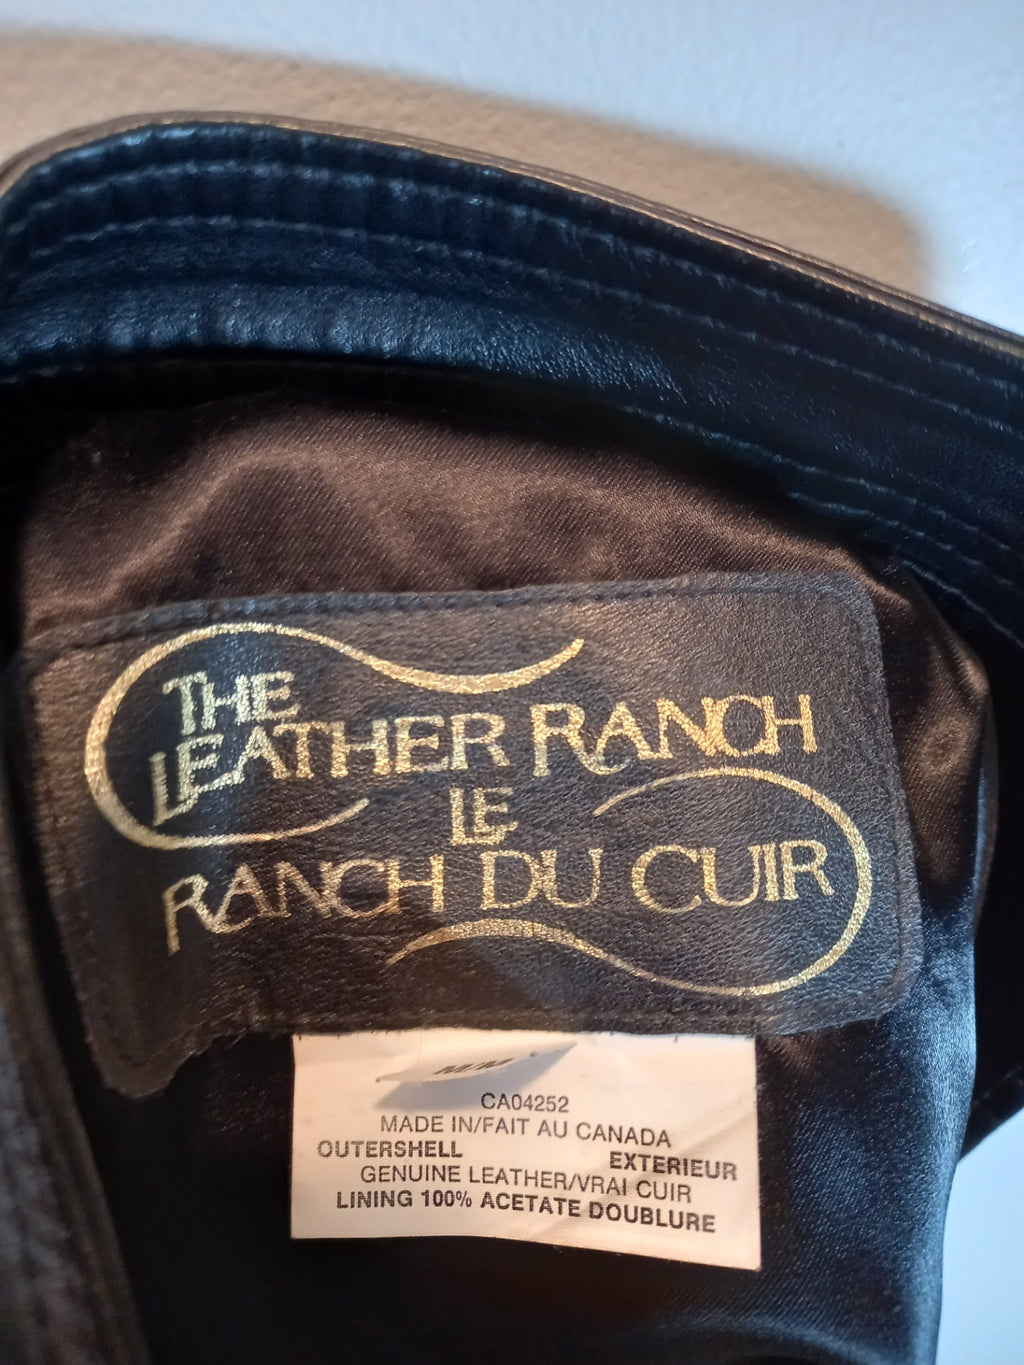 THE
LEATHER RANCH
LE
RANCH DU CUIR
M/M
CA04252
MADE IN/FAIT AU CANADA
OUTERSHELL EXTERIEUR
GENUINE LEATHER/VRAI CUIR
LINING 100% ACETATE DOUBLURE